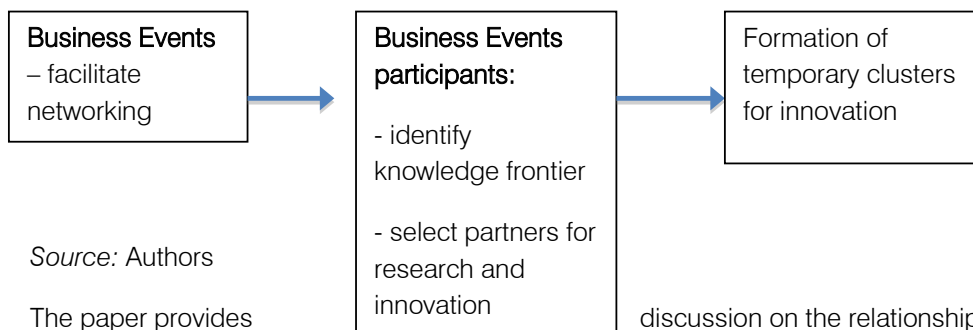 Business Events
– facilitate
networking
Business Events
participants:
- identify
knowledge frontier
- select partners for
research and
innovation
Formation of
temporary clusters
for innovation
Source: Authors
The paper provides discussion on the relationship